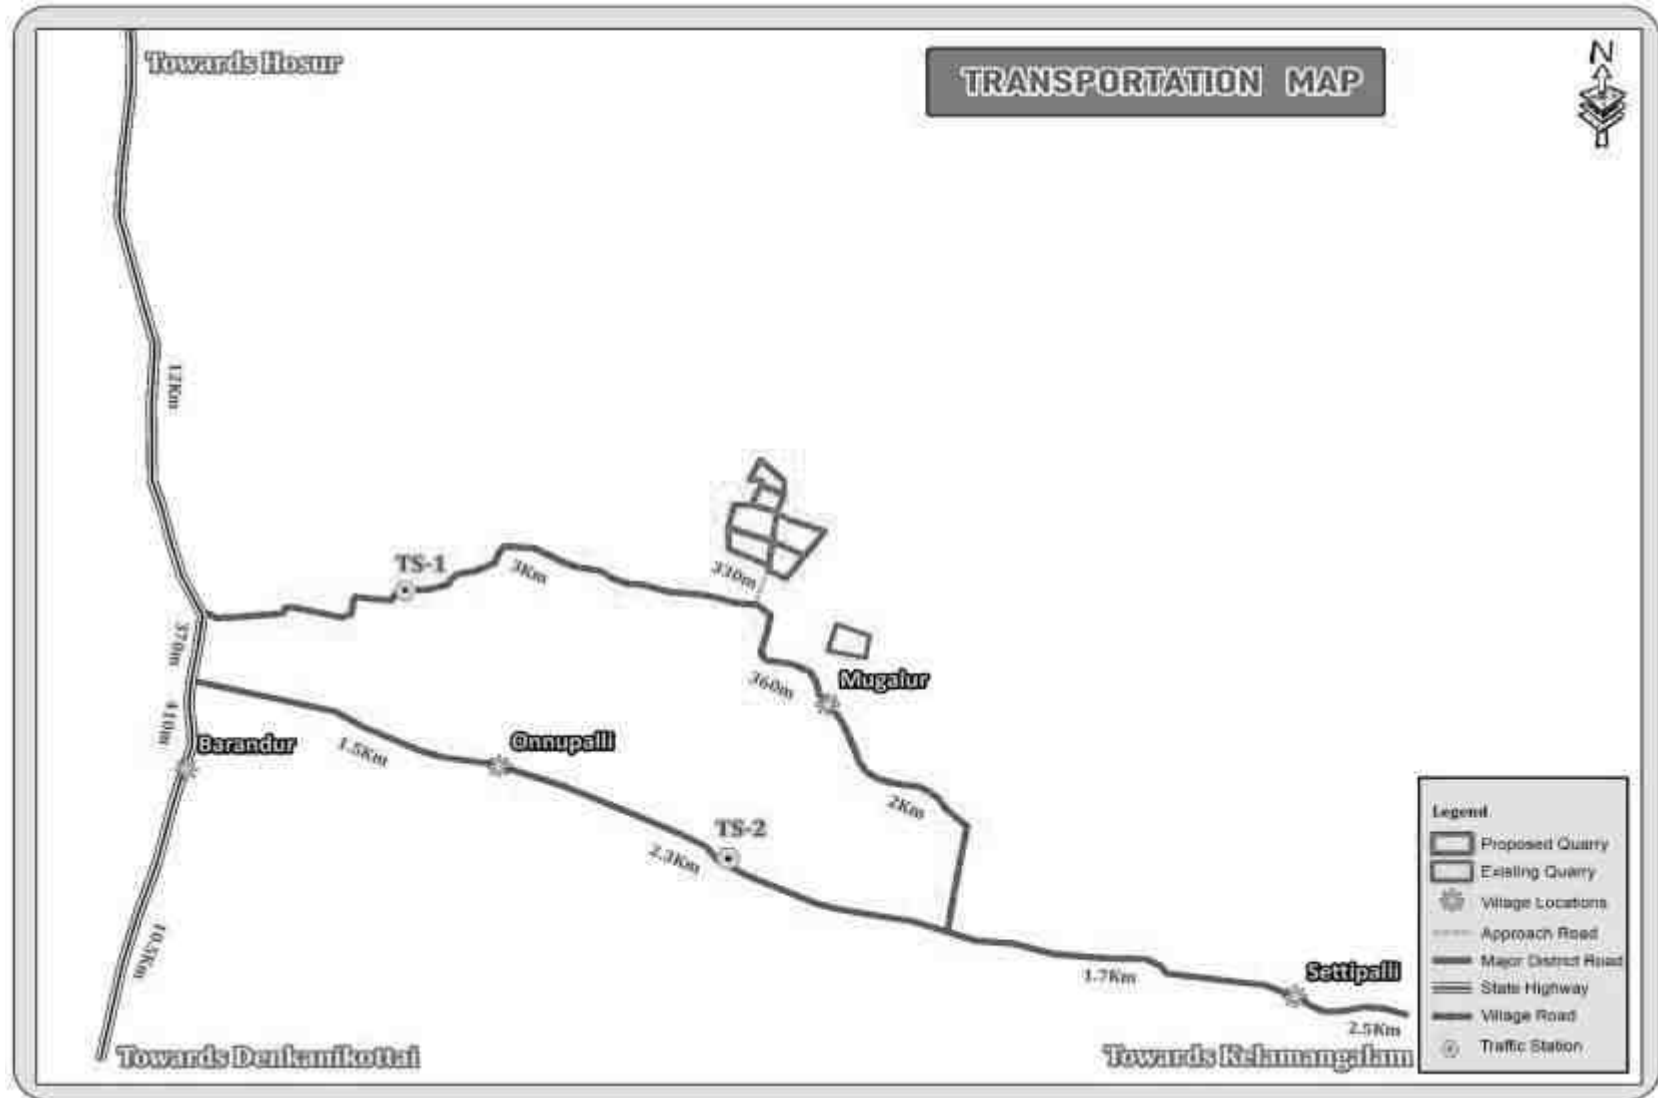 Towards Hosur
TRANSPORTATION MAP
N
12Km
TS-1
3Km
330m
370m
360m
Mugalur
410m
Barandur
1.5Km
Onnupalli
2Km
TS-2
2.3Km
10.5Km
1.7Km
Settipalli
2.5Km
Towards Denkanikottai
Towards Kelamangalam
Legend
Proposed Quarry
Existing Quarry
Village Locations
Approach Road
Major District Road
State Highway
Village Road
Traffic Station